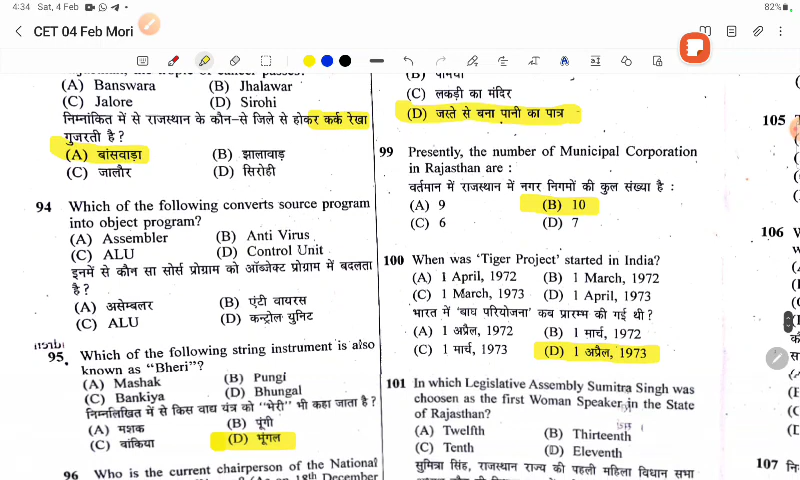 4:34 Sat, 4 Feb
82%
CET 04 Feb Mori
(A) Banswara (B) Jhalawar
(C) Jalore (D) Sirohi
निम्नांकित में से राजस्थान के कौन-से जिले से होकर कर्क रेखा
गुजरती है ?
(A) बांसवाड़ा (B) झालावाड़
(C) जालौर (D) सिरोही
94 Which of the following converts source program
into object program?
(A) Assembler (B) Anti Virus
(C) ALU (D) Control Unit
इनमें से कौन सा सोर्स प्रोग्राम को ऑब्जेक्ट प्रोग्राम में बदलता
है ?
(A) असेम्बलर (B) एंटी वायरस
(C) ALU (D) कन्ट्रोल युनिट
95. Which of the following string instrument is also
known as “Bheri”?
(A) Mashak (B) Pungi
(C) Bankiya (D) Bhungal
निम्नलिखित में से किस वाद्य यंत्र को “भेरी” भी कहा जाता है ?
(A) मशक (B) पूंगी
(C) बांकिया (D) भूंगल
96 Who is the current chairperson of the National
18th December
(C) लकड़ी का मंदिर
(D) जस्ते से बना पानी का पात्र
99 Presently, the number of Municipal Corporation
in Rajasthan are :
वर्तमान में राजस्थान में नगर निगमों की कुल संख्या है :
(A) 9 (B) 10
(C) 6 (D) 7
100 When was ‘Tiger Project’ started in India?
(A) 1 April, 1972 (B) 1 March, 1972
(C) 1 March, 1973 (D) 1 April, 1973
भारत में ‘बाघ परियोजना’ कब प्रारम्भ की गई थी ?
(A) 1 अप्रैल, 1972 (B) 1 मार्च, 1972
(C) 1 मार्च, 1973 (D) 1 अप्रैल, 1973
101 In which Legislative Assembly Sumitra Singh was
choosen as the first Woman Speaker in the State
of Rajasthan?
(A) Twelfth (B) Thirteenth
(C) Tenth (D) Eleventh
सुमित्रा सिंह, राजस्थान राज्य की पहली महिला विधान सभा
105
106
107 नि